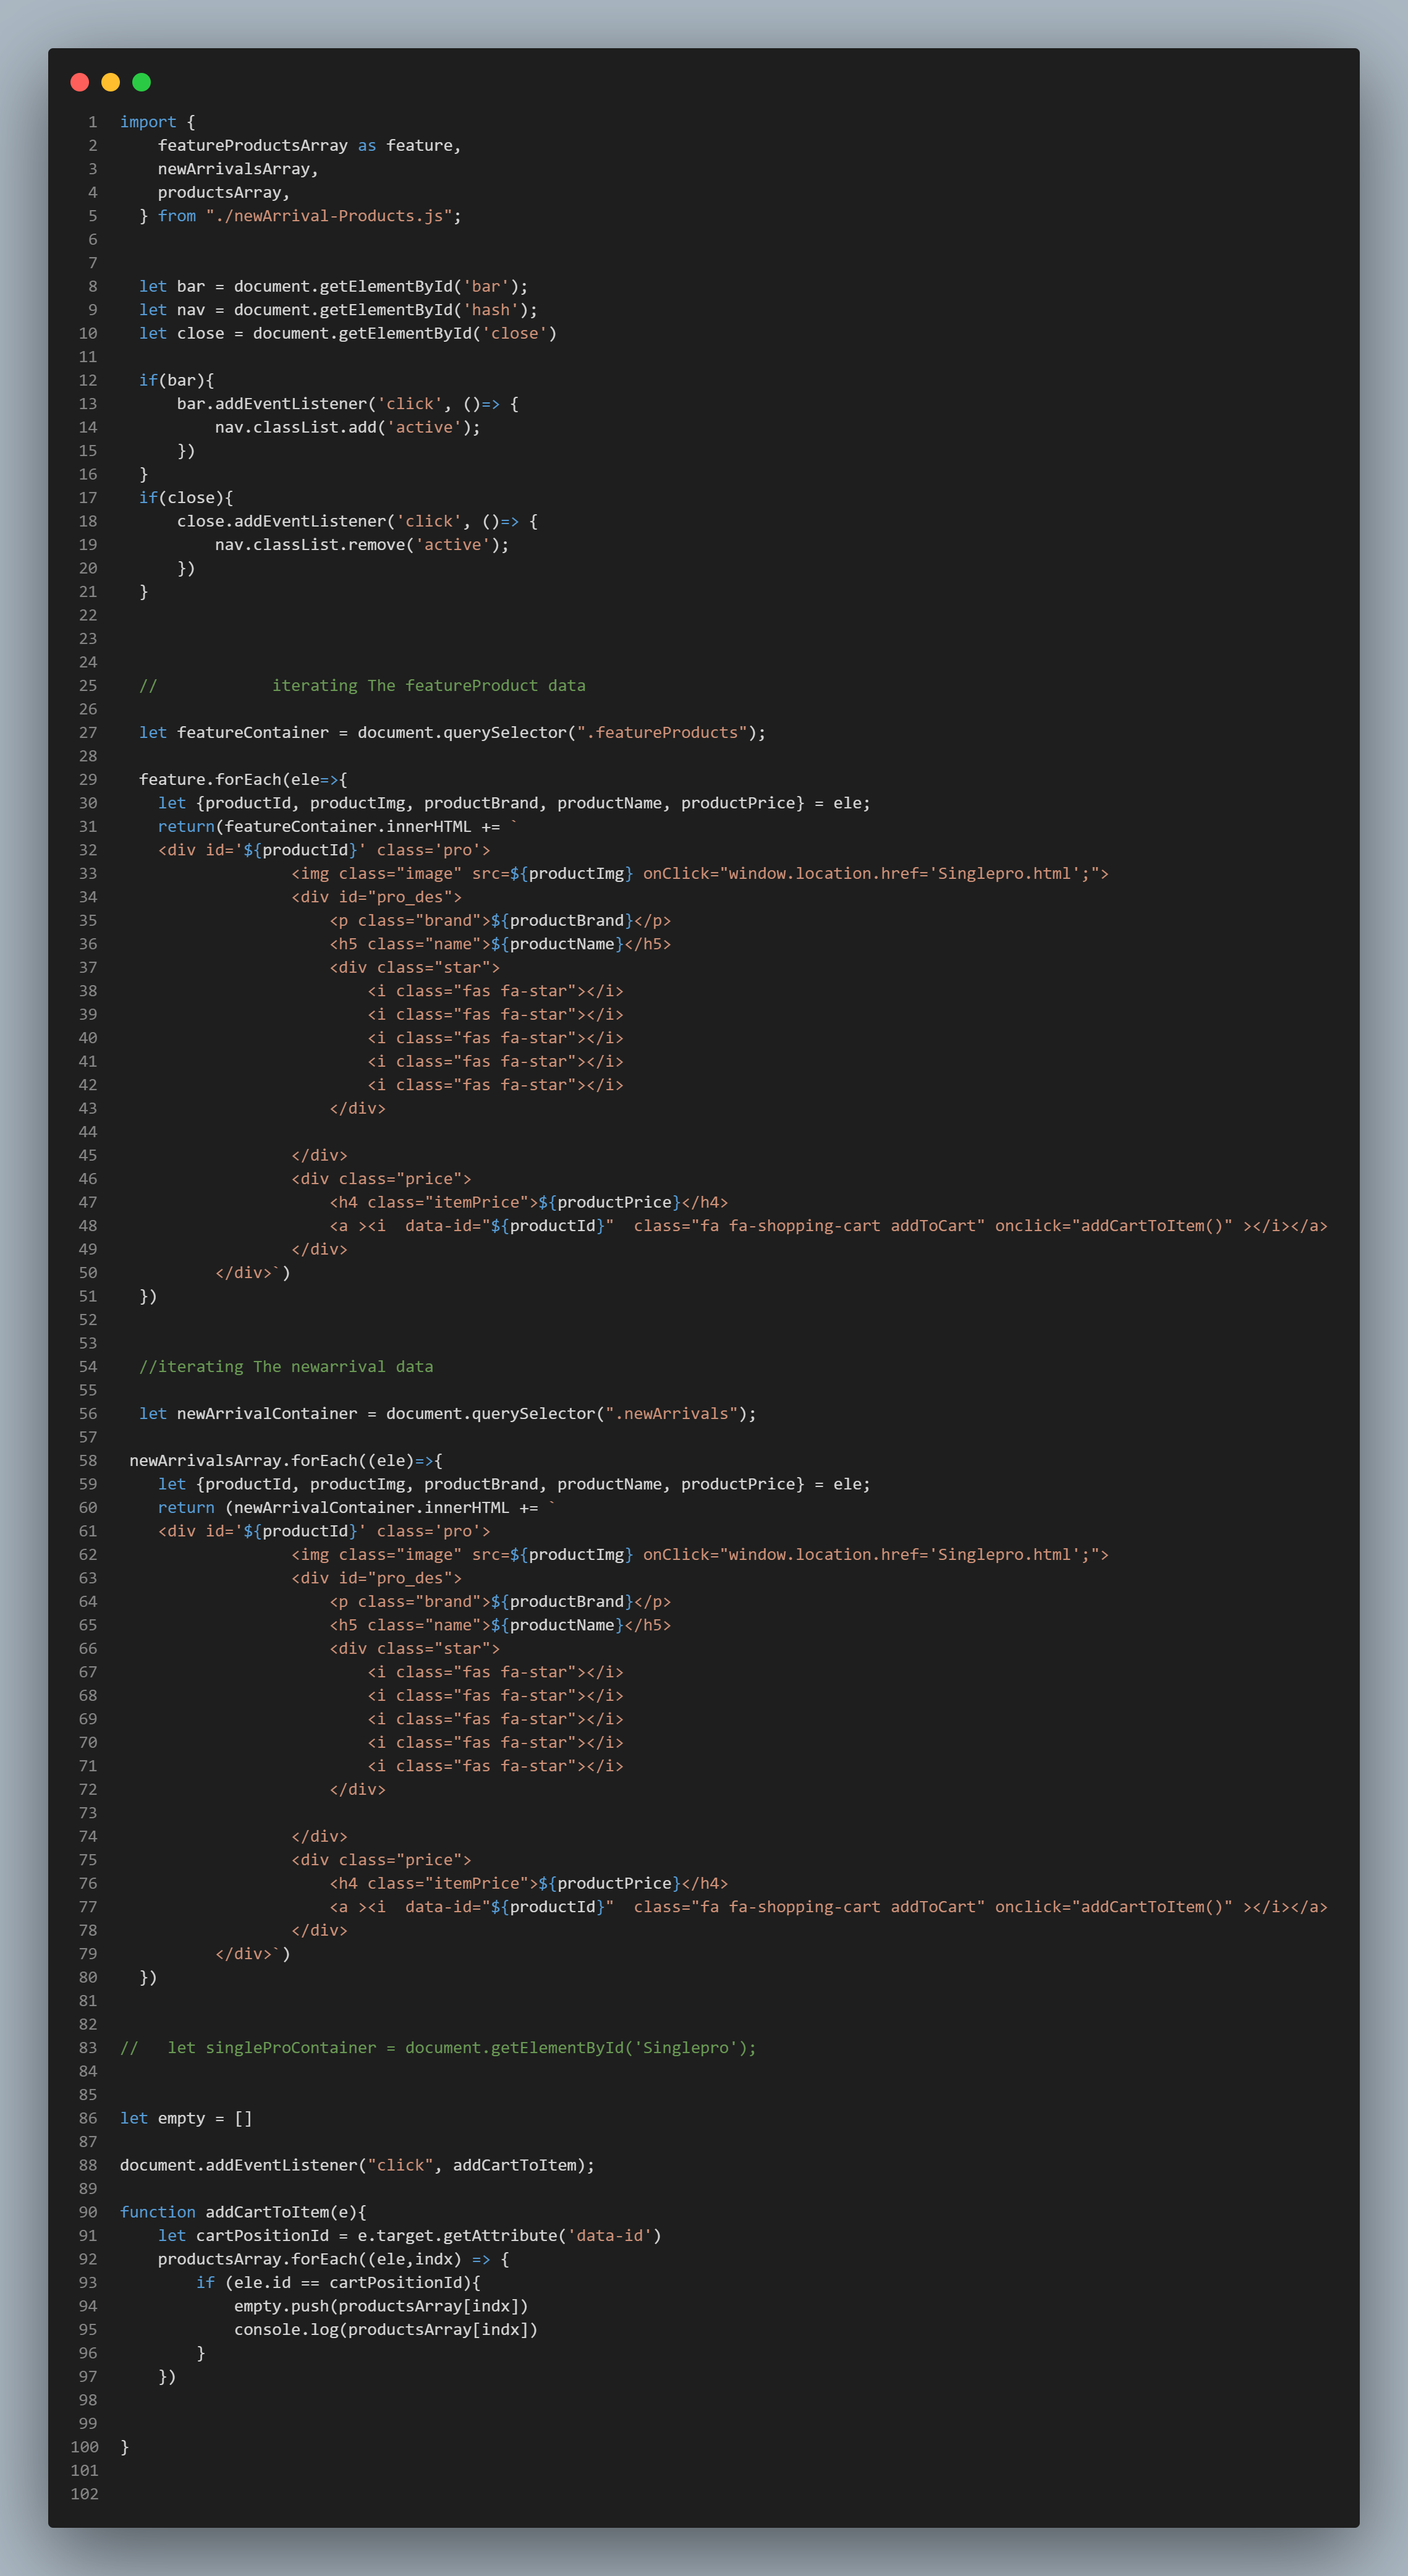 1 import {
2     featureProductsArray as feature,
3     newArrivalsArray,
4     productsArray,
5   } from "./newArrival-Products.js";
6
7
8   let bar = document.getElementById('bar');
9   let nav = document.getElementById('hash');
10   let close = document.getElementById('close')
11
12   if(bar){
13       bar.addEventListener('click', ()=> {
14           nav.classList.add('active');
15       })
16   }
17   if(close){
18       close.addEventListener('click', ()=> {
19           nav.classList.remove('active');
20       })
21   }
22
23
24
25   //            iterating The featureProduct data
26
27   let featureContainer = document.querySelector(".featureProducts");
28
29   feature.forEach(ele=>{
30     let {productId, productImg, productBrand, productName, productPrice} = ele;
31     return(featureContainer.innerHTML += `
32     <div id='${productId}' class='pro'>
33                   <img class="image" src=${productImg} onClick="window.location.href='Singlepro.html';">
34                   <div id="pro_des">
35                       <p class="brand">${productBrand}</p>
36                       <h5 class="name">${productName}</h5>
37                       <div class="star">
38                           <i class="fas fa-star"></i>
39                           <i class="fas fa-star"></i>
40                           <i class="fas fa-star"></i>
41                           <i class="fas fa-star"></i>
42                           <i class="fas fa-star"></i>
43                       </div>
44
45                   </div>
46                   <div class="price">
47                       <h4 class="itemPrice">${productPrice}</h4>
48                       <a ><i  data-id="${productId}"  class="fa fa-shopping-cart addToCart" onclick="addCartToItem()" ></i></a>
49                   </div>
50           </div>`)
51   })
52
53
54   //iterating The newarrival data
55
56   let newArrivalContainer = document.querySelector(".newArrivals");
57
58  newArrivalsArray.forEach((ele)=>{
59     let {productId, productImg, productBrand, productName, productPrice} = ele;
60     return (newArrivalContainer.innerHTML += `
61     <div id='${productId}' class='pro'>
62                   <img class="image" src=${productImg} onClick="window.location.href='Singlepro.html';">
63                   <div id="pro_des">
64                       <p class="brand">${productBrand}</p>
65                       <h5 class="name">${productName}</h5>
66                       <div class="star">
67                           <i class="fas fa-star"></i>
68                           <i class="fas fa-star"></i>
69                           <i class="fas fa-star"></i>
70                           <i class="fas fa-star"></i>
71                           <i class="fas fa-star"></i>
72                       </div>
73
74                   </div>
75                   <div class="price">
76                       <h4 class="itemPrice">${productPrice}</h4>
77                       <a ><i  data-id="${productId}"  class="fa fa-shopping-cart addToCart" onclick="addCartToItem()" ></i></a>
78                   </div>
79           </div>`)
80   })
81
82
83 //   let singleProContainer = document.getElementById('Singlepro');
84
85
86 let empty = []
87
88 document.addEventListener("click", addCartToItem);
89
90 function addCartToItem(e){
91     let cartPositionId = e.target.getAttribute('data-id')
92     productsArray.forEach((ele,indx) => {
93         if (ele.id == cartPositionId){
94             empty.push(productsArray[indx])
95             console.log(productsArray[indx])
96         }
97     })
98
99
100 }
101
102